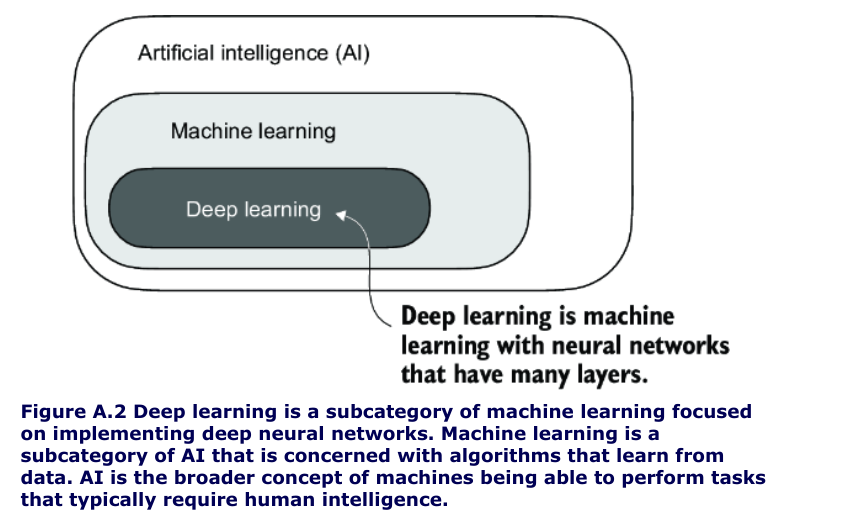 Artificial intelligence (AI)
Machine learning
Deep learning
Deep learning is machine
learning with neural networks
that have many layers.
Figure A.2 Deep learning is a subcategory of machine learning focused
on implementing deep neural networks. Machine learning is a
subcategory of AI that is concerned with algorithms that learn from
data. AI is the broader concept of machines being able to perform tasks
that typically require human intelligence.